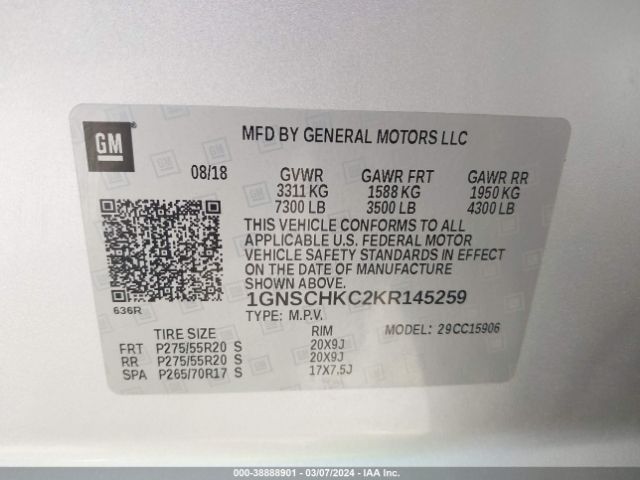 GM
MFD BY GENERAL MOTORS LLC
08/18 GVWR GAWR FRT GAWR RR
3311 KG 1588 KG 1950 KG
7300 LB 3500 LB 4300 LB
THIS VEHICLE CONFORMS TO ALL
APPLICABLE U.S. FEDERAL MOTOR
VEHICLE SAFETY STANDARDS IN EFFECT
ON THE DATE OF MANUFACTURE
SHOWN ABOVE.
1GNSCHKC2KR145259
636R
TYPE: M.P.V. MODEL: 29CC15906
TIRE SIZE RIM
FRT P275/55R20 S 20X9J
RR P275/55R20 S 20X9J
SPA P265/70R17 S 17X7.5J
000-38888901 — 03/07/2024 — IAA Inc.